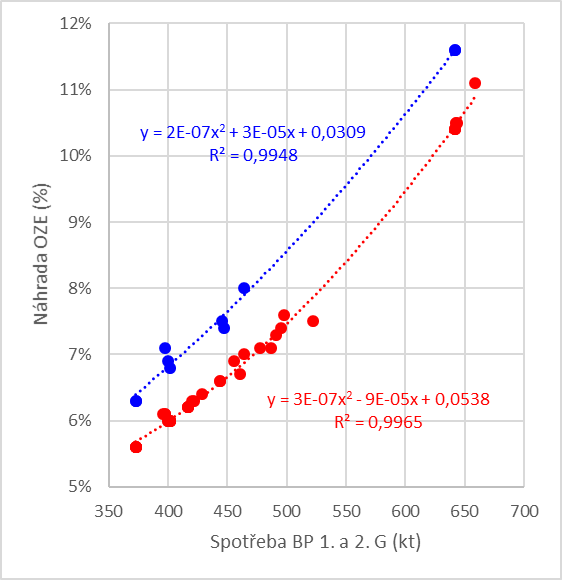 12%
11%
10%
9%
8%
7%
6%
5%
Náhrada OZE (%)
y = 2E-07x² + 3E-05x + 0,0309
R² = 0,9948
y = 3E-07x² - 9E-05x + 0,0538
R² = 0,9965
350 400 450 500 550 600 650 700
Spotřeba BP 1. a 2. G (kt)